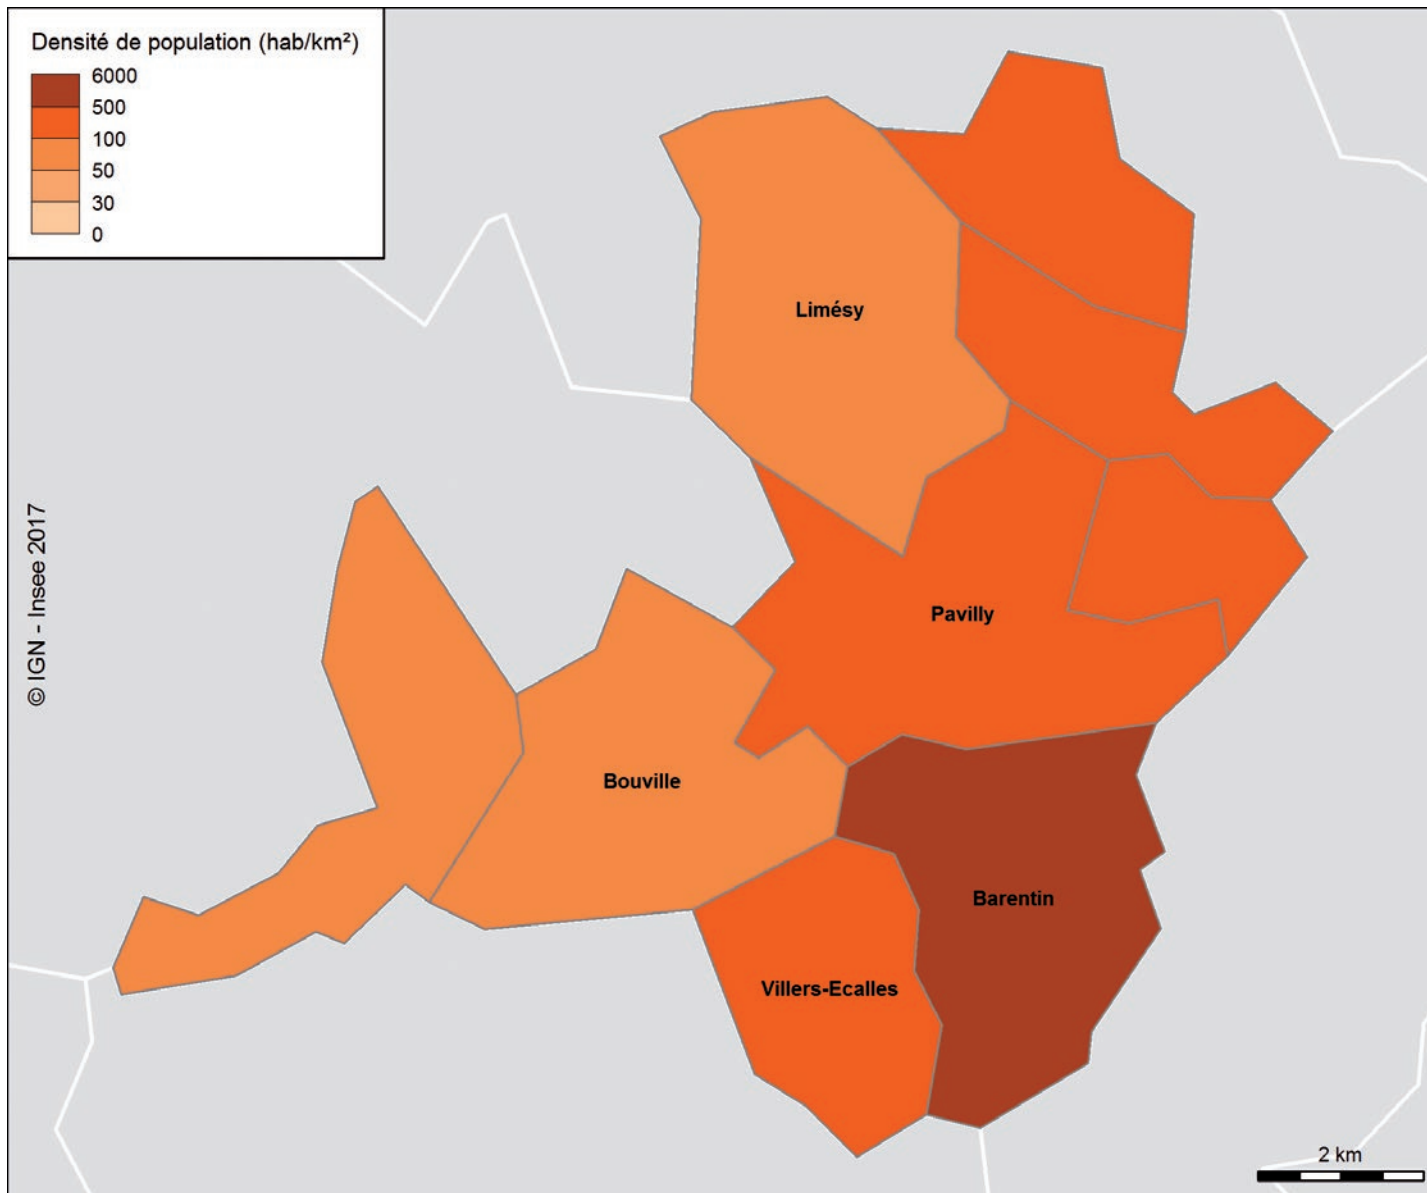 Densité de population (hab/km²)
6000
500
100
50
30
0
Limésy
© IGN - Insee 2017
Pavilly
Bouville
Barentin
Villers-Ecalles
2 km